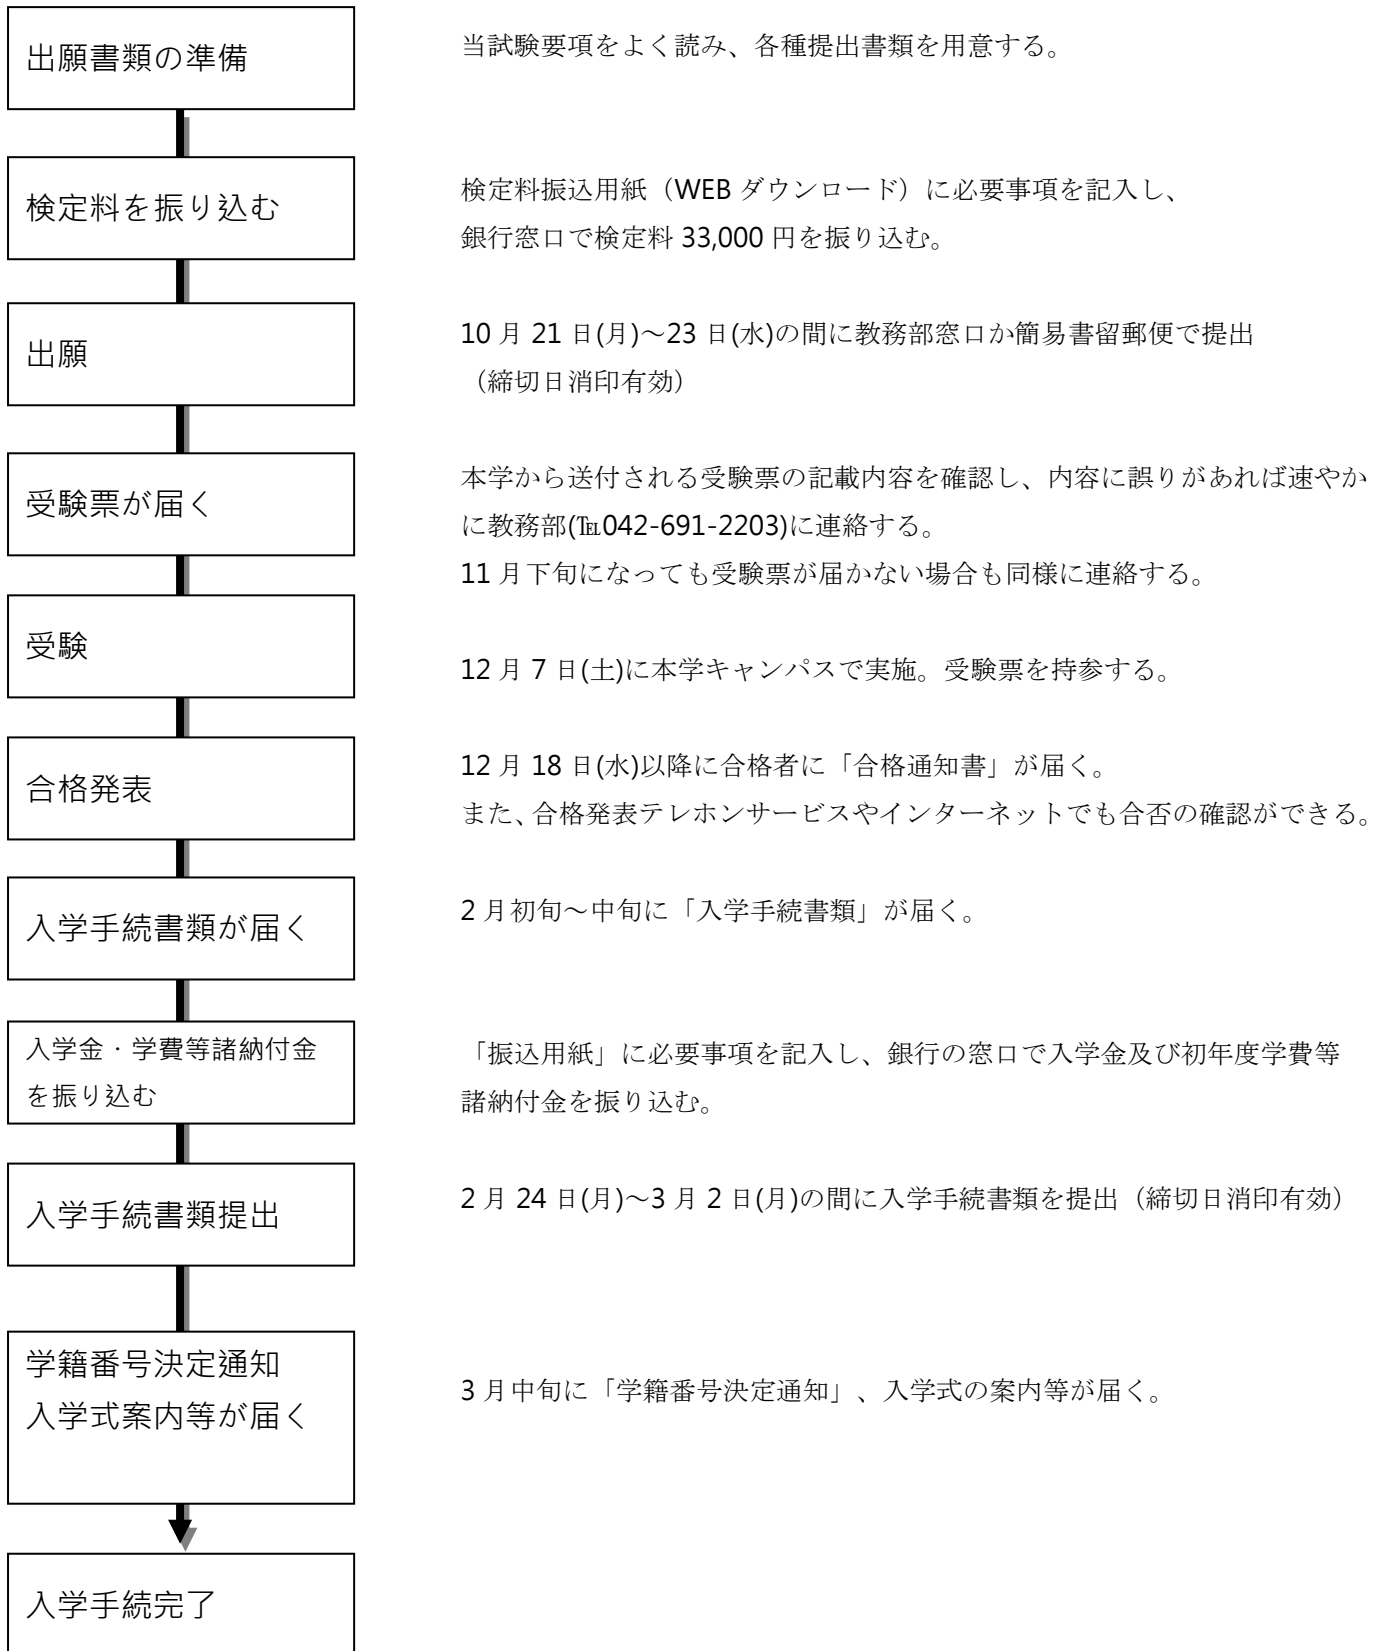 出願書類の準備
当試験要項をよく読み、各種提出書類を用意する。
検定料を振り込む
検定料振込用紙（WEB ダウンロード）に必要事項を記入し、
銀行窓口で検定料 33,000 円を振り込む。
出願
10 月 21 日(月)～23 日(水)の間に教務部窓口か簡易書留郵便で提出
（締切日消印有効）
受験票が届く
本学から送付される受験票の記載内容を確認し、内容に誤りがあれば速やか
に教務部(℡042-691-2203)に連絡する。
11 月下旬になっても受験票が届かない場合も同様に連絡する。
受験
12 月 7 日(土)に本学キャンパスで実施。受験票を持参する。
合格発表
12 月 18 日(水)以降に合格者に「合格通知書」が届く。
また、合格発表テレホンサービスやインターネットでも合否の確認ができる。
入学手続書類が届く
2 月初旬～中旬に「入学手続書類」が届く。
入学金・学費等諸納付金
を振り込む
「振込用紙」に必要事項を記入し、銀行の窓口で入学金及び初年度学費等
諸納付金を振り込む。
入学手続書類提出
2 月 24 日(月)～3 月 2 日(月)の間に入学手続書類を提出（締切日消印有効）
学籍番号決定通知
入学式案内等が届く
3 月中旬に「学籍番号決定通知」、入学式の案内等が届く。
入学手続完了